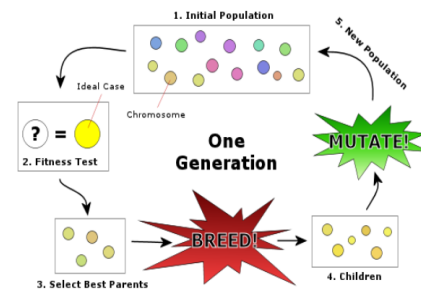 1. Initial Population
5. New Population
Ideal Case
Chromosome
? =
2. Fitness Test
One
Generation
MUTATE!
BREED!
3. Select Best Parents
4. Children